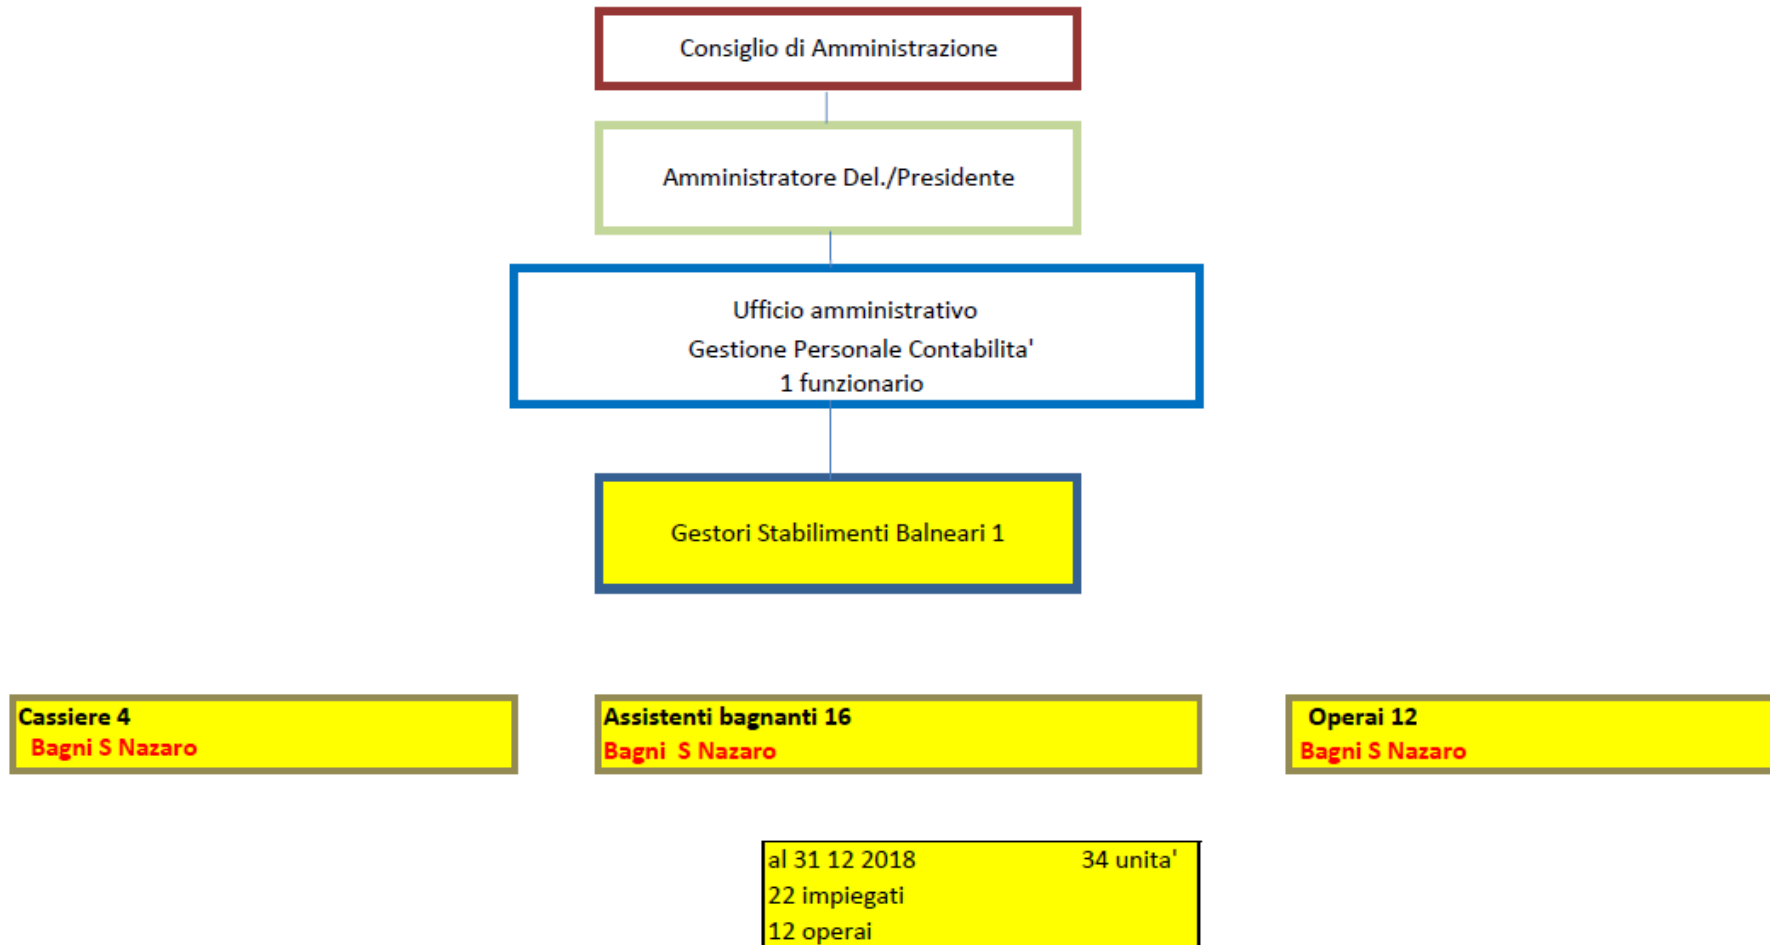 Consiglio di Amministrazione
Amministratore Del./Presidente
Ufficio amministrativo
Gestione Personale Contabilita'
1 funzionario
Gestori Stabilimenti Balneari 1
Cassiere 4
Bagni S Nazaro
Assistenti bagnanti 16
Bagni S Nazaro
Operai 12
Bagni S Nazaro
al 31 12 2018 34 unita'
22 impiegati
12 operai